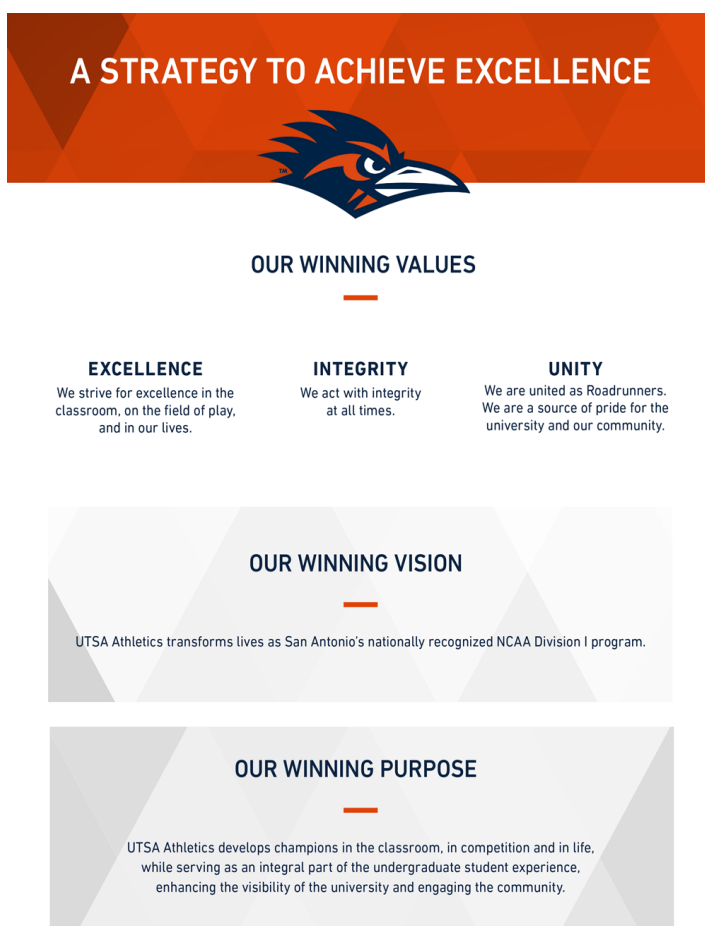 A STRATEGY TO ACHIEVE EXCELLENCE
TM
OUR WINNING VALUES
EXCELLENCE
We strive for excellence in the
classroom, on the field of play,
and in our lives.
INTEGRITY
We act with integrity
at all times.
UNITY
We are united as Roadrunners.
We are a source of pride for the
university and our community.
OUR WINNING VISION
UTSA Athletics transforms lives as San Antonio's nationally recognized NCAA Division I program.
OUR WINNING PURPOSE
UTSA Athletics develops champions in the classroom, in competition and in life,
while serving as an integral part of the undergraduate student experience,
enhancing the visibility of the university and engaging the community.